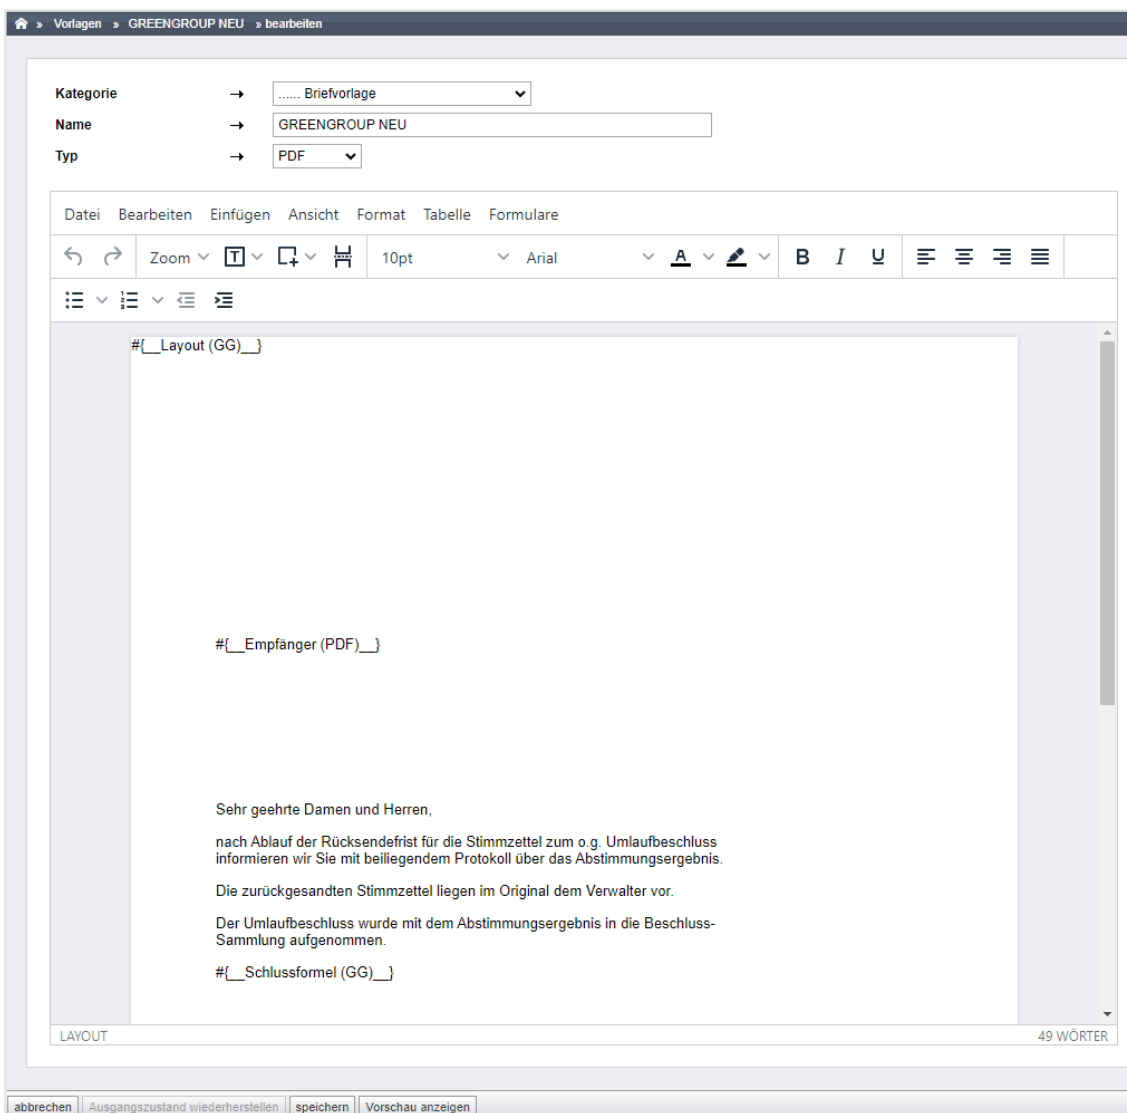 » Vorlagen » GREENGROUP NEU » bearbeiten
Kategorie → ...... Briefvorlage
Name → GREENGROUP NEU
Typ → PDF
Datei Bearbeiten Einfügen Ansicht Format Tabelle Formulare
Zoom T 10pt Arial A B I U
#{__Layout (GG)__}
#{__Empfänger (PDF)__}
Sehr geehrte Damen und Herren,
nach Ablauf der Rücksendefrist für die Stimmzettel zum o.g. Umlaufbeschluss
informieren wir Sie mit beiliegendem Protokoll über das Abstimmungsergebnis.
Die zurückgesandten Stimmzettel liegen im Original dem Verwalter vor.
Der Umlaufbeschluss wurde mit dem Abstimmungsergebnis in die Beschluss-
Sammlung aufgenommen.
#{__Schlussformel (GG)__}
LAYOUT 49 WÖRTER
abbrechen Ausgangszustand wiederherstellen speichern Vorschau anzeigen